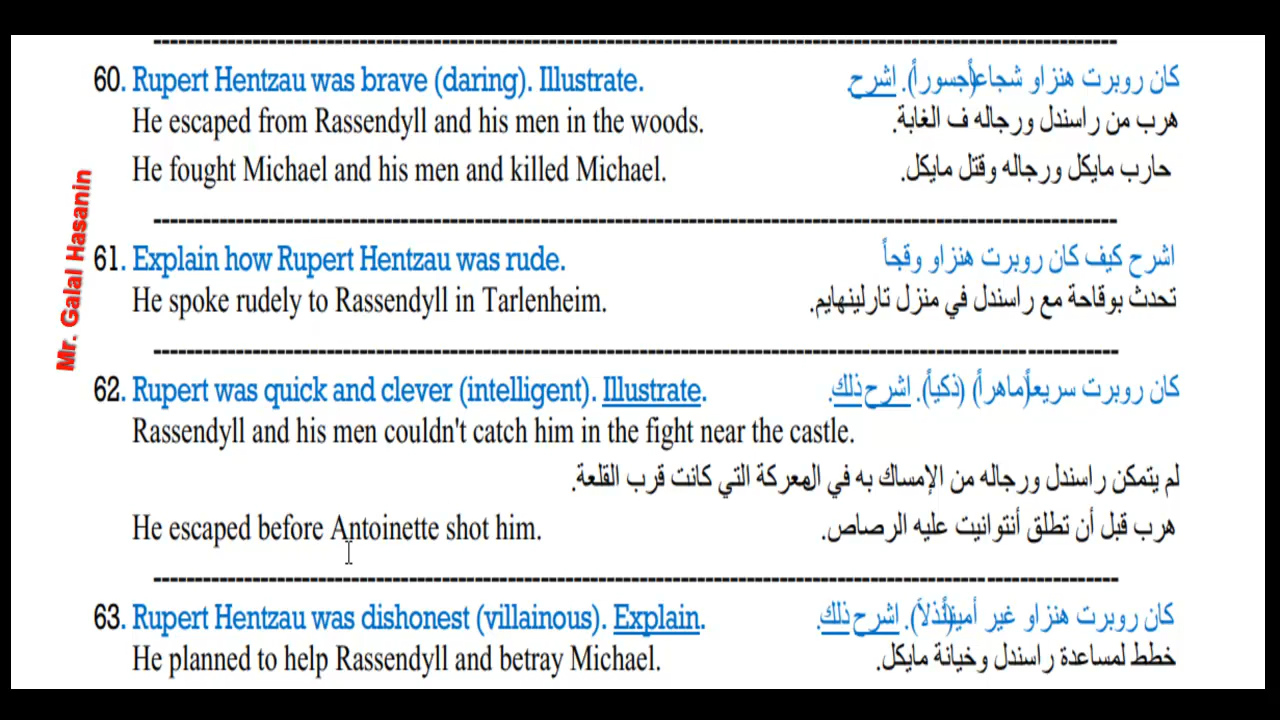 60. Rupert Hentzau was brave (daring). Illustrate. كان روبرت هنزاو شجاعاً(جسوراً). اشرح.
He escaped from Rassendyll and his men in the woods. هرب من راسندل ورجاله ف الغابة.
He fought Michael and his men and killed Michael. حارب مايكل ورجاله وقتل مايكل.
61. Explain how Rupert Hentzau was rude. اشرح كيف كان روبرت هنزاو وقجاً
He spoke rudely to Rassendyll in Tarlenheim. تحدث بوقاحة مع راسندل في منزل تارلينهايم.
62. Rupert was quick and clever (intelligent). Illustrate. كان روبرت سريعاً(ماهراً) (ذكياً). اشرح ذلك.
Rassendyll and his men couldn't catch him in the fight near the castle.
لم يتمكن راسندل ورجاله من الإمساك به في المعركة التي كانت قرب القلعة.
He escaped before Antoinette shot him. هرب قبل أن تطلق أنتوانيت عليه الرصاص.
63. Rupert Hentzau was dishonest (villainous). Explain. كان روبرت هنزاو غير أمين(نذلاً). اشرح ذلك.
He planned to help Rassendyll and betray Michael. خطط لمساعدة راسندل وخيانة مايكل.
Mr. Galal Hasanin